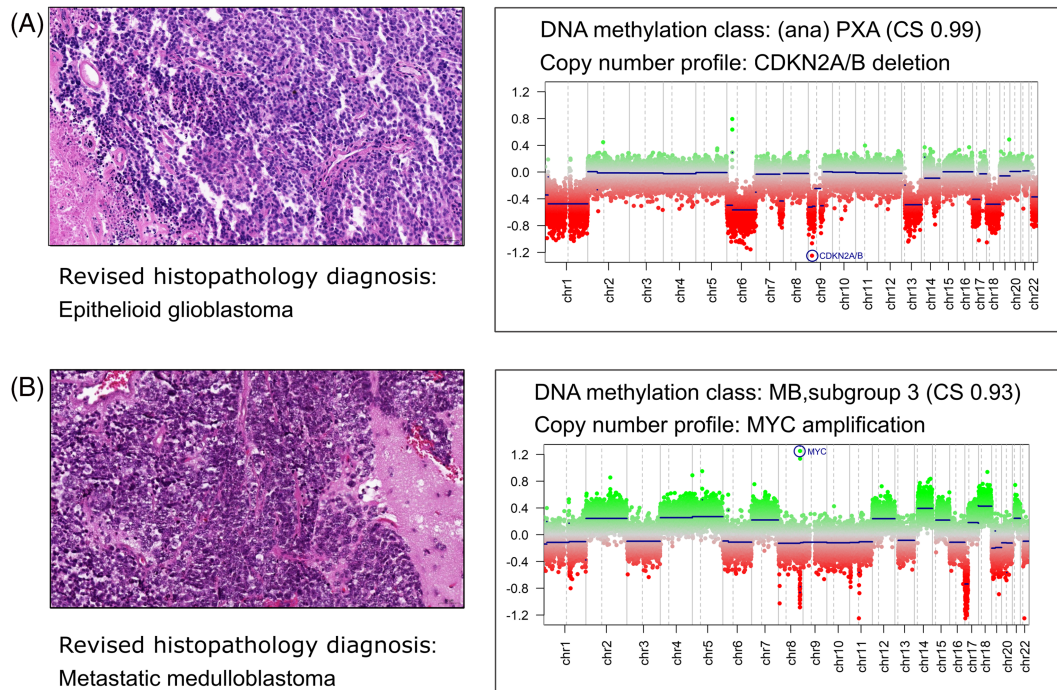 (A)
DNA methylation class: (ana) PXA (CS 0.99)
Copy number profile: CDKN2A/B deletion
1.2
0.4
0.0
-0.4
-0.8
-1.2
CDKN2A/B
chr1
chr2
chr3
chr4
chr5
chr6
chr7
chr8
chr9
chr10
chr11
chr12
chr13
chr14
chr15
chr16
chr17
chr18
chr20
chr22
Revised histopathology diagnosis:
Epithelioid glioblastoma
(B)
DNA methylation class: MB,subgroup 3 (CS 0.93)
Copy number profile: MYC amplification
1.2
0.8
0.4
0.0
-0.4
-0.8
-1.2
MYC
chr1
chr2
chr3
chr4
chr5
chr6
chr7
chr8
chr9
chr10
chr11
chr12
chr13
chr14
chr15
chr16
chr17
chr18
chr20
chr22
Revised histopathology diagnosis:
Metastatic medulloblastoma